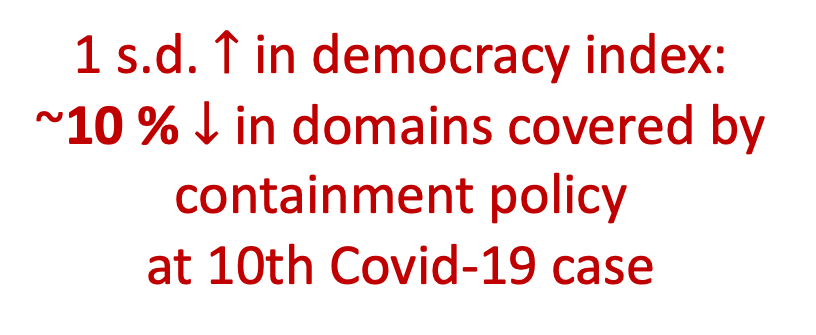 1 s.d. ↑ in democracy index:
~10 % ↓ in domains covered by
containment policy
at 10th Covid-19 case